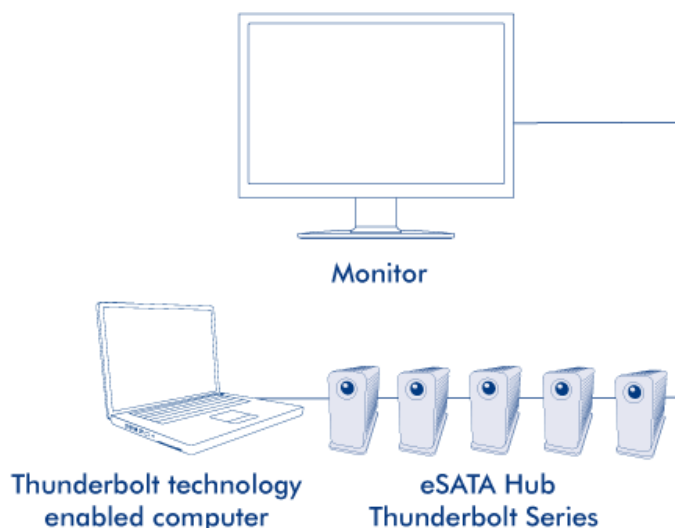 Monitor
Thunderbolt technology
enabled computer
eSATA Hub
Thunderbolt Series